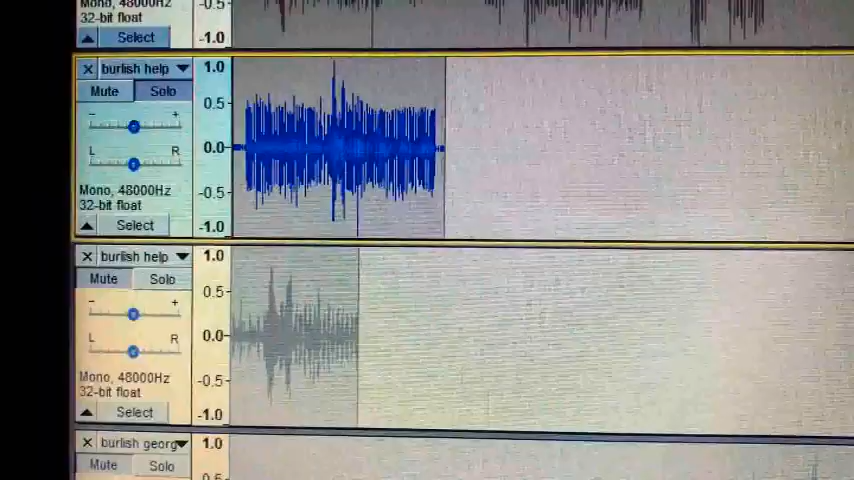 Mono, 48000Hz
32-bit float
Select
-0.5
-1.0
× burlish help
Mute Solo
- +
L R
Mono, 48000Hz
32-bit float
Select
1.0
0.5
0.0
-0.5
-1.0
× burlish help
Mute Solo
- +
L R
Mono, 48000Hz
32-bit float
Select
1.0
0.5
0.0
-0.5
-1.0
× burlish georg
Mute Solo
1.0
0.5